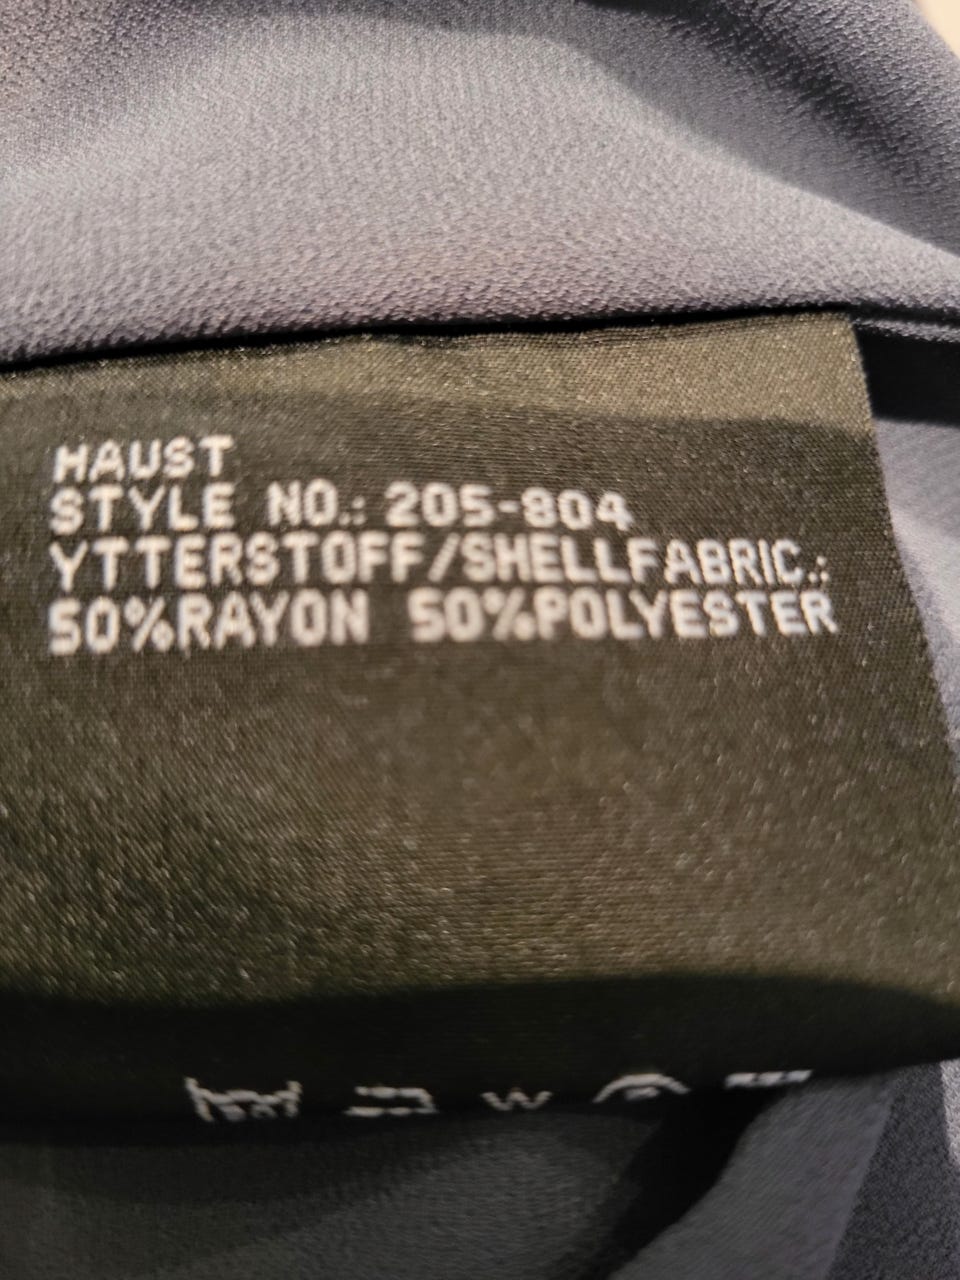 HAUST
STYLE NO.: 205-804
YTTERSTOFF/SHELLFABRIC.:
50%RAYON 50%POLYESTER